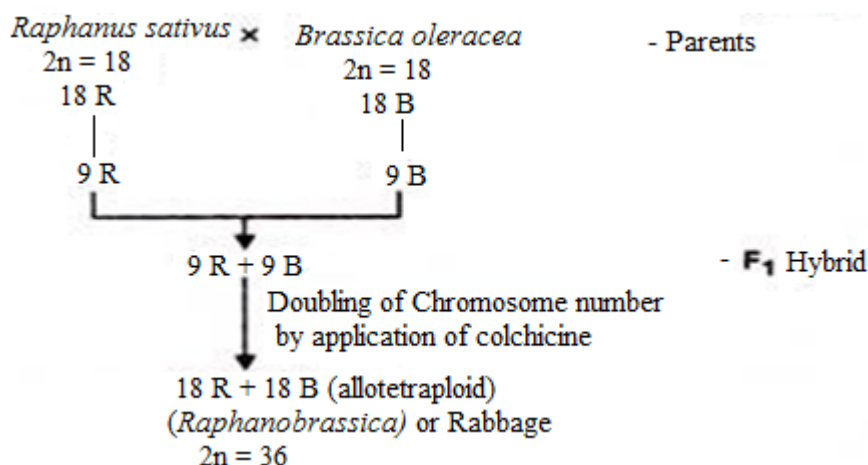 Raphanus sativus × Brassica oleracea - Parents
2n = 18 2n = 18
18 R 18 B
9 R 9 B
9 R + 9 B - F₁ Hybrid
Doubling of Chromosome number
by application of colchicine
18 R + 18 B (allotetraploid)
(Raphanobrassica) or Rabbage
2n = 36